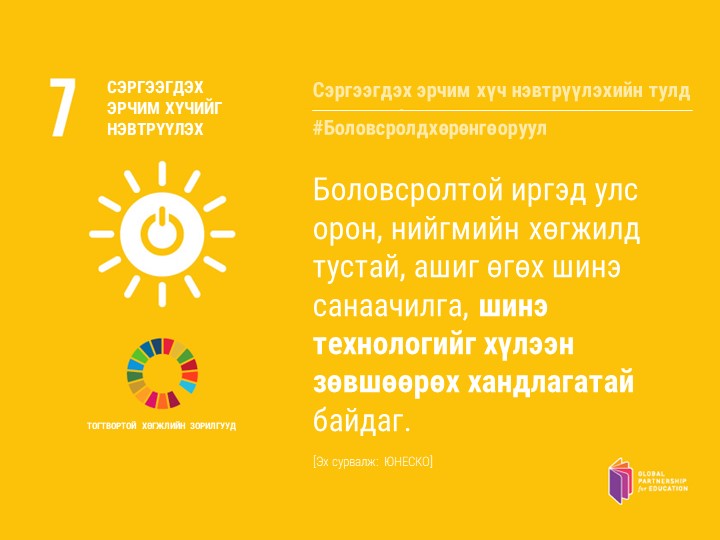 7
СЭРГЭЭГДЭХ
ЭРЧИМ ХҮЧИЙГ
НЭВТРҮҮЛЭХ
ТОГТВОРТОЙ ХӨГЖЛИЙН ЗОРИЛГУУД
Сэргээгдэх эрчим хүч нэвтрүүлэхийн тулд
#Боловсролдхөрөнгөоруул
Боловсролтой иргэд улс
орон, нийгмийн хөгжилд
тустай, ашиг өгөх шинэ
санаачилга, шинэ
технологийг хүлээн
зөвшөөрөх хандлагатай
байдаг.
[Эх сурвалж: ЮНЕСКО]
GLOBAL
PARTNERSHIP
for EDUCATION